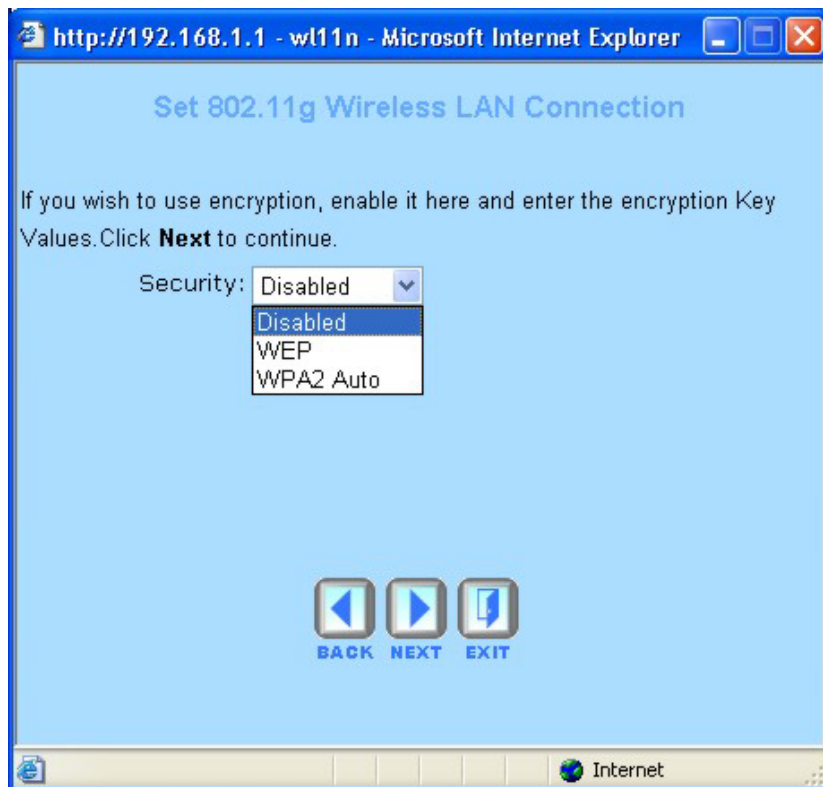 http://192.168.1.1 - wl11n - Microsoft Internet Explorer
Set 802.11g Wireless LAN Connection
If you wish to use encryption, enable it here and enter the encryption Key
Values.Click Next to continue.
Security: Disabled
Disabled
WEP
WPA2 Auto
BACK NEXT EXIT
Internet